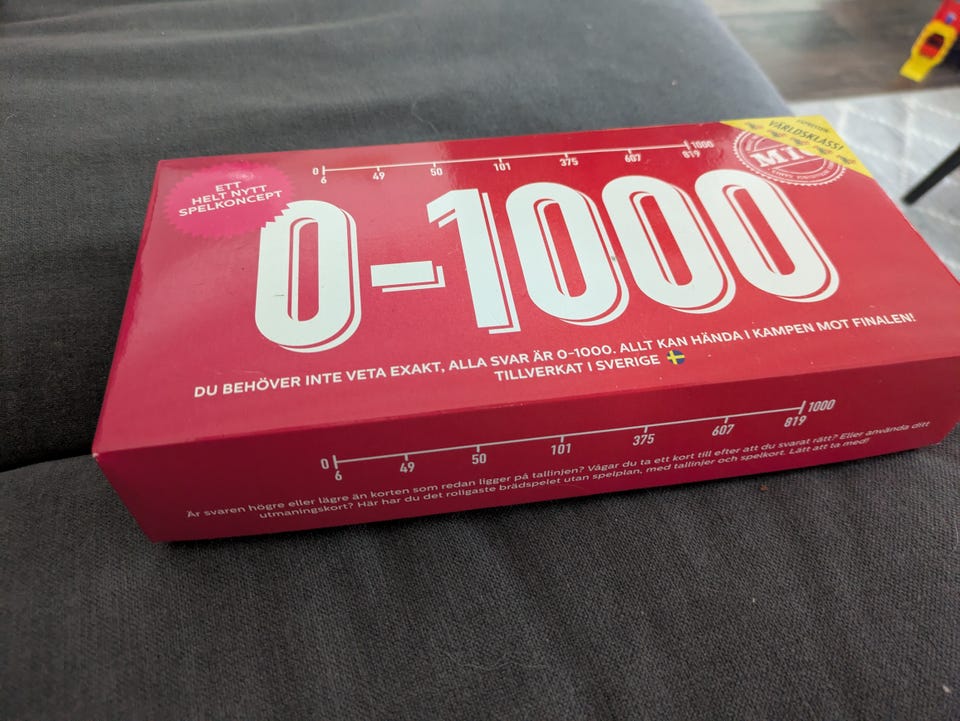 ETT
HELT NYTT
SPELKONCEPT
0 1000
6 49 50 101 375 607 819
VÄRLDSKLASS!
MI
0-1000
DU BEHÖVER INTE VETA EXAKT, ALLA SVAR ÄR 0-1000. ALLT KAN HÄNDA I KAMPEN MOT FINALEN!
TILLVERKAT I SVERIGE
0 1000
6 49 50 101 375 607 819
Är svaren högre eller lägre än korten som redan ligger på tallinjen? Vågar du ta ett kort till efter att du svarat rätt? Eller använda ditt
utmaningskort? Här har du det roligaste brädspelet utan spelplan, med tallinjer och spelkort. Lätt att ta med!